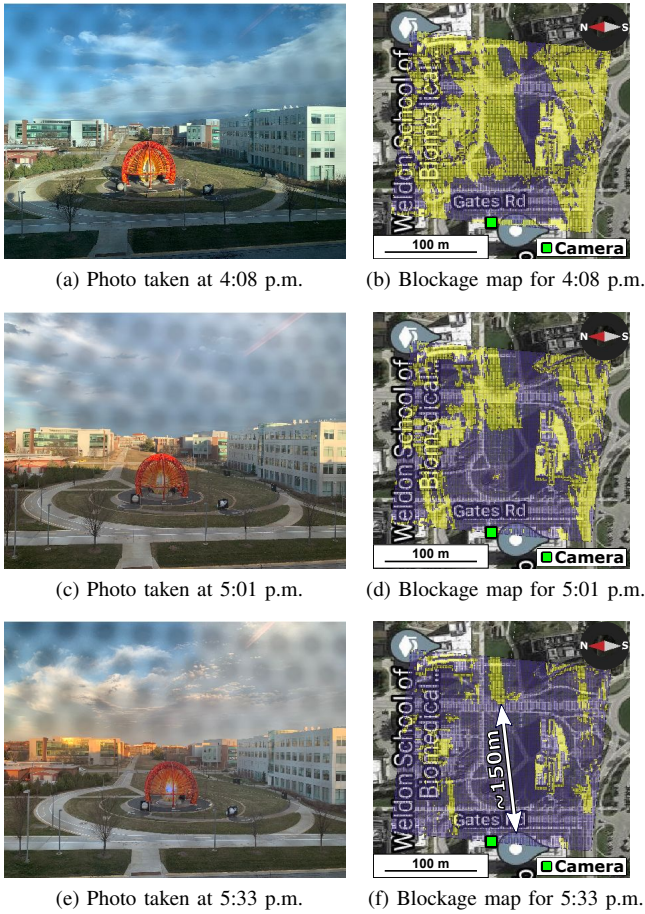 Weldon School of
Biomedical...
N S
Gates Rd
100 m
Camera
(a) Photo taken at 4:08 p.m.
(b) Blockage map for 4:08 p.m.
Weldon School of
Biomedical...
N S
Gates Rd
100 m
Camera
(c) Photo taken at 5:01 p.m.
(d) Blockage map for 5:01 p.m.
Weldon School of
Biomedical...
N S
~150m
Gates Rd
100 m
Camera
(e) Photo taken at 5:33 p.m.
(f) Blockage map for 5:33 p.m.